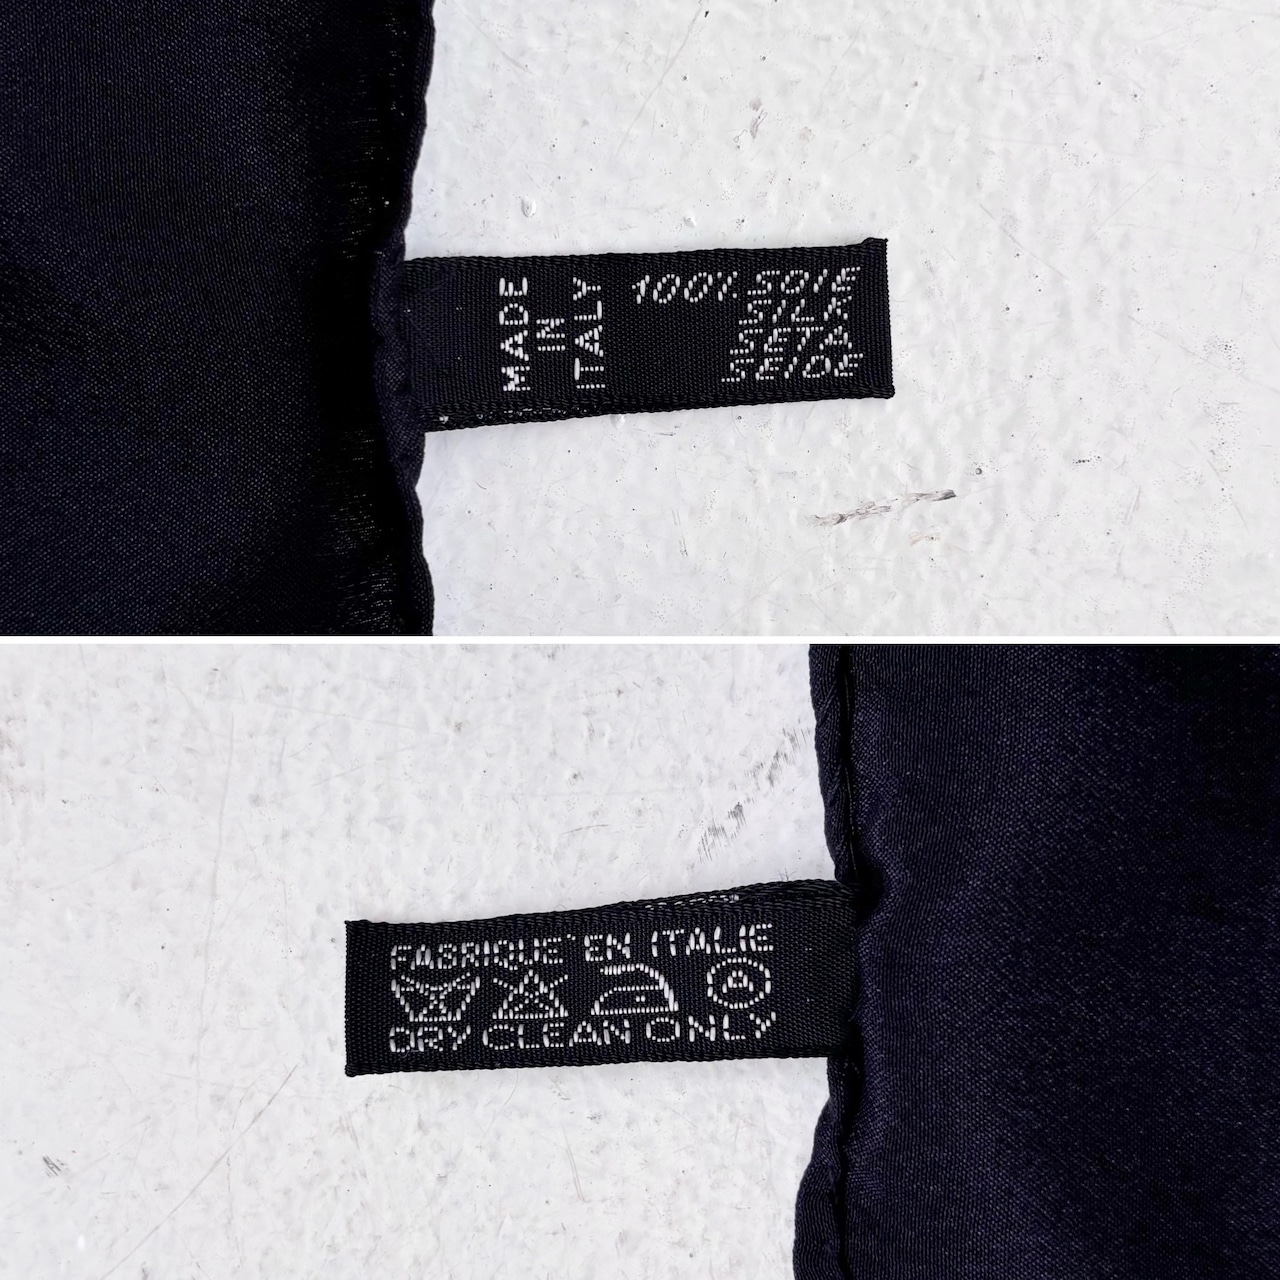 MADE
IN
ITALY
100% SOIE
SILK
SETA
SEIDE
FABRIQUE EN ITALIE
A
DRY CLEAN ONLY